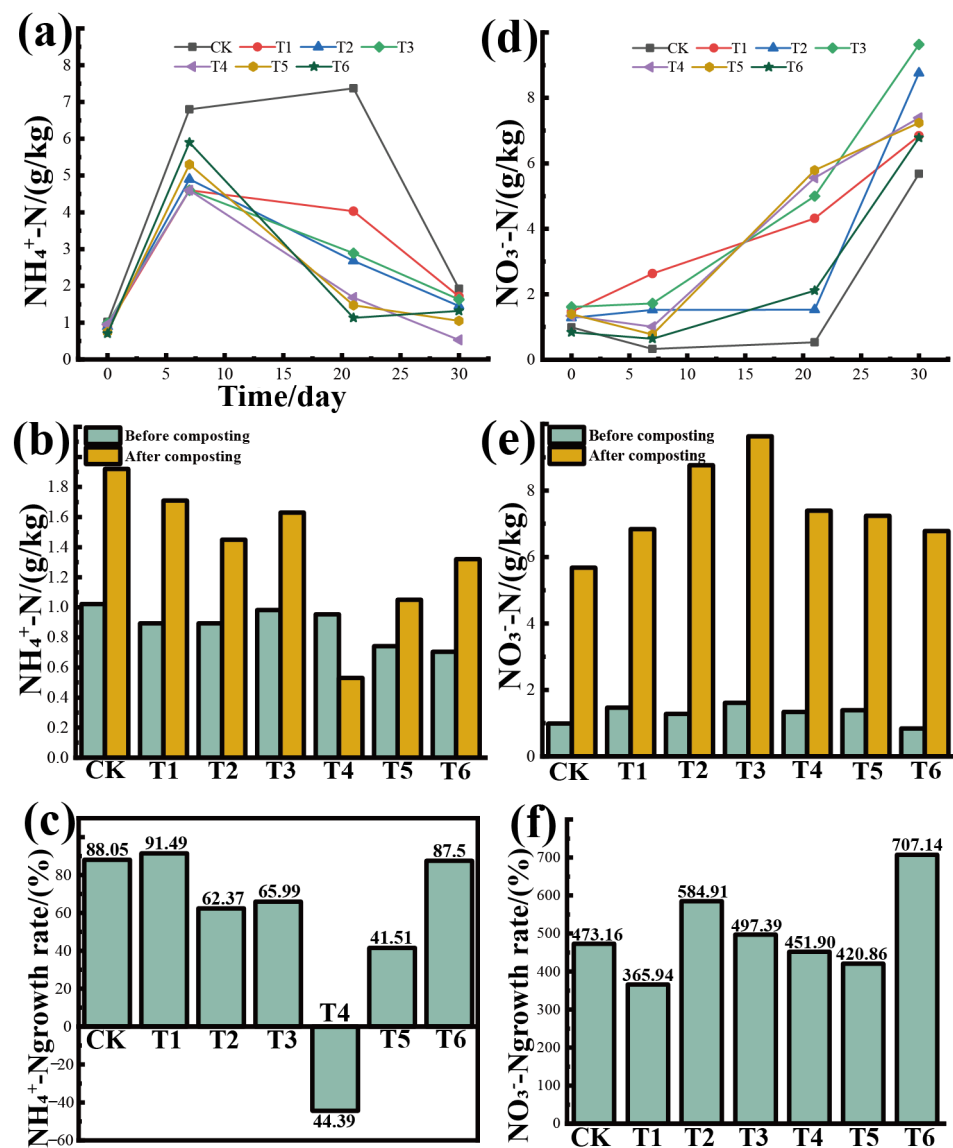 (a)
CK T1 T2 T3
T4 T5 T6
NH₄⁺-N/(g/kg)
8
7
6
5
4
3
2
1
0
0 5 10 15 20 25 30
Time/day
(d)
CK T1 T2 T3
T4 T5 T6
NO₃⁻-N/(g/kg)
8
6
4
2
0
0 5 10 15 20 25 30
(b)
Before composting
After composting
NH₄⁺-N/(g/kg)
1.8
1.6
1.4
1.2
1.0
0.8
0.6
0.4
0.2
0.0
CK T1 T2 T3 T4 T5 T6
(e)
Before composting
After composting
NO₃⁻-N/(g/kg)
8
6
4
2
0
CK T1 T2 T3 T4 T5 T6
(c)
NH₄⁺-Ngrowth rate/(%)
80
60
40
20
0
−20
−40
−60
88.05 91.49 62.37 65.99 44.39 41.51 87.5
CK T1 T2 T3 T4 T5 T6
(f)
NO₃⁻-Ngrowth rate/(%)
700
600
500
400
300
200
100
0
473.16 365.94 584.91 497.39 451.90 420.86 707.14
CK T1 T2 T3 T4 T5 T6